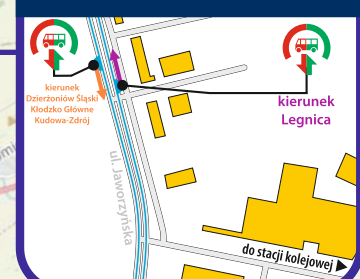 kierunek
Dzierżoniów Śląski
Kłodzko Główne
Kudowa-Zdrój
kierunek
Legnica
ul. Jaworzyńska
do stacji kolejowej